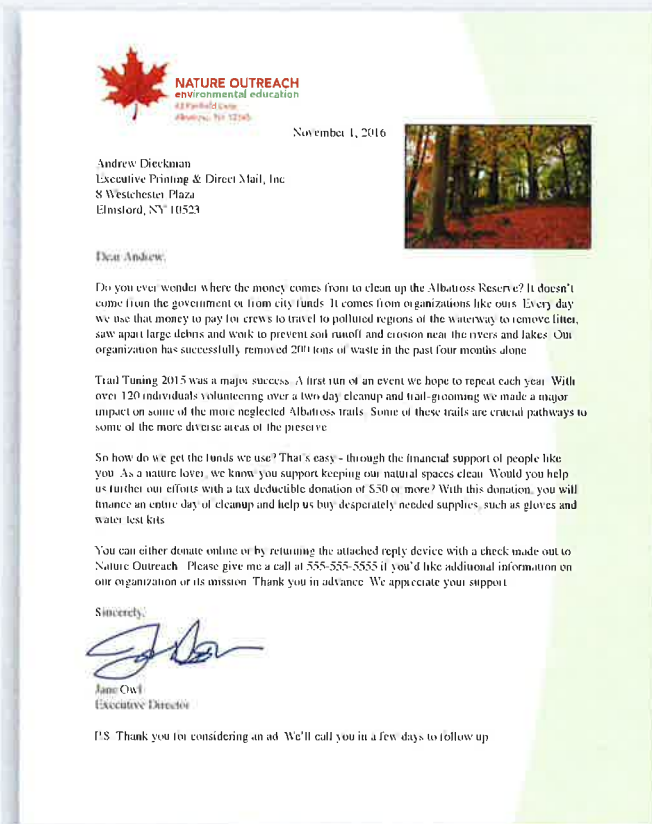 NATURE OUTREACH
environmental education
November 1, 2016
Andrew Dieckman
Executive Printing & Direct Mail, Inc
8 Westchester Plaza
Elmsford, NY 10523
Dear Andrew,
Do you ever wonder where the money comes from to clean up the Albatross Reserve? It doesn't
come from the government or from city funds. It comes from organizations like ours. Every day
we use that money to pay for crews to travel to polluted regions of the waterway to remove litter,
saw apart large debris and work to prevent soil runoff and erosion near the rivers and lakes. Our
organization has successfully removed 200 tons of waste in the past four months alone
Trail Tuning 2015 was a major success. A first run of an event we hope to repeat each year. With
over 120 individuals volunteering over a two day cleanup and trail-grooming we made a major
impact on some of the more neglected Albatross trails. Some of these trails are crucial pathways to
some of the more diverse areas of the preserve
So how do we get the funds we use? That's easy - through the financial support of people like
you. As a nature lover, we know you support keeping our natural spaces clean. Would you help
us further our efforts with a tax deductible donation of $50 or more? With this donation, you will
finance an entire day of cleanup and help us buy desperately needed supplies, such as gloves and
water test kits
You can either donate online or by returning the attached reply device with a check made out to
Nature Outreach. Please give me a call at 555-555-5555 if you'd like additional information on
our organization or its mission. Thank you in advance. We appreciate your support
Sincerely,
Jane Owl
Executive Director
P.S. Thank you for considering an ad. We'll call you in a few days to follow up